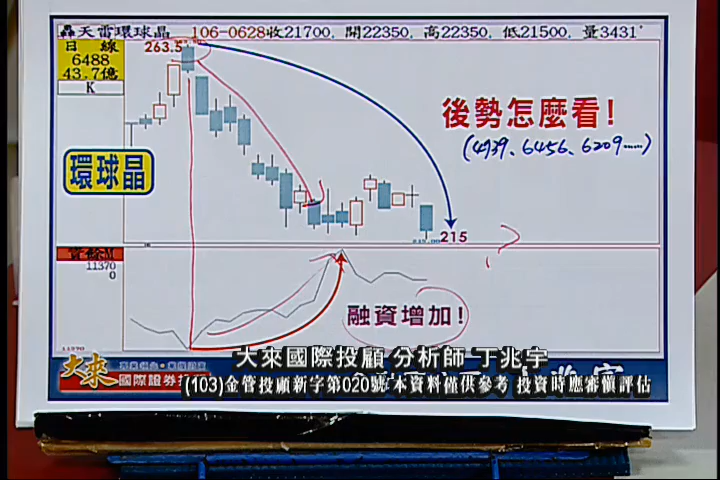 轟天雷環球晶 106-0628收21700, 開22350, 高22350, 低21500, 量3431
日 線
6488
43.7億
K
263.5
後勢怎麼看!
(4939、6456、6209……)
環球晶
215
資餘M
11370
0
融資增加!
大來國際投顧 分析師 丁兆宇
大來
國際證券投
(103)金管投顧新字第020號 本資料僅供參考 投資時應審慎評估